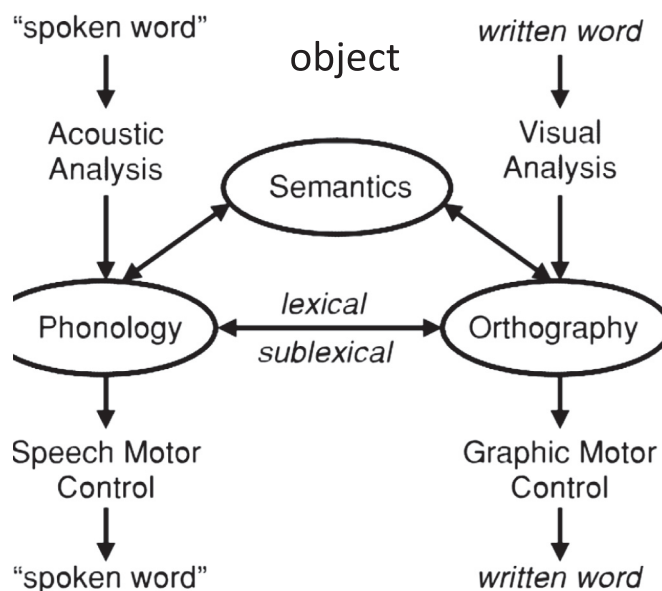 “spoken word”
object
written word
Acoustic
Analysis
Visual
Analysis
Semantics
Phonology
lexical
sublexical
Orthography
Speech Motor
Control
Graphic Motor
Control
“spoken word”
written word